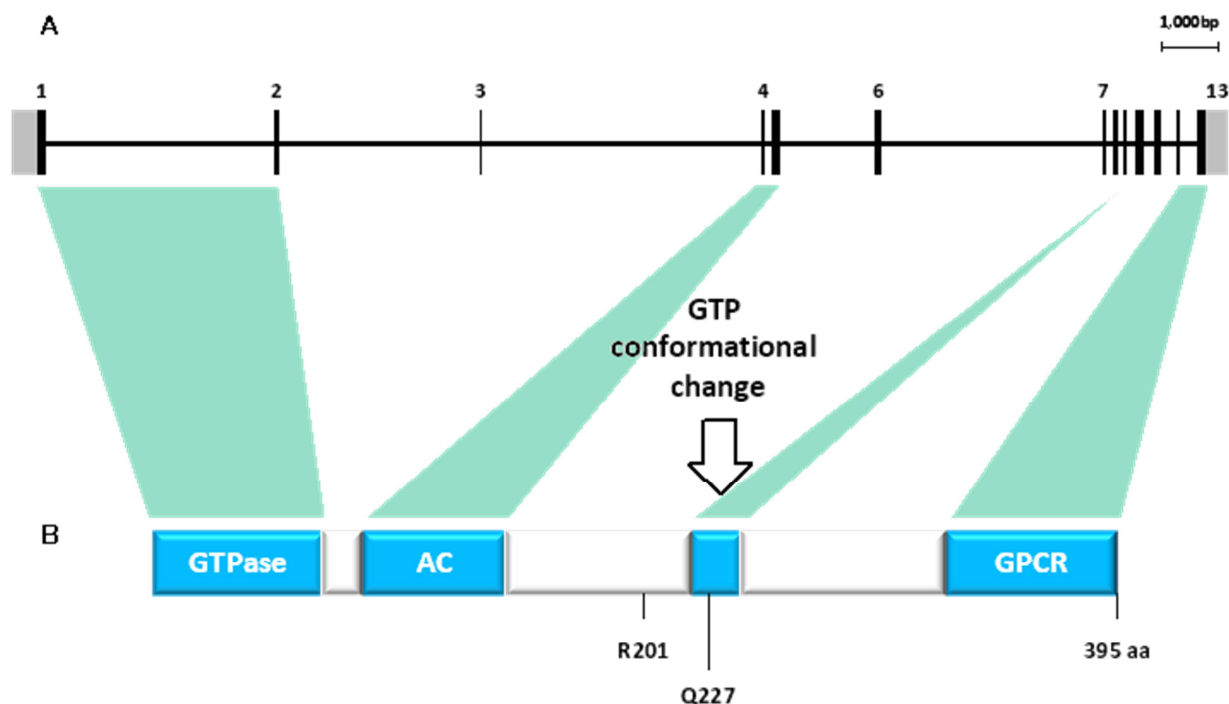 A
1,000bp
1 2 3 4 6 7 13
GTP
conformational
change
B
GTPase AC GPCR
R201
395 aa
Q227